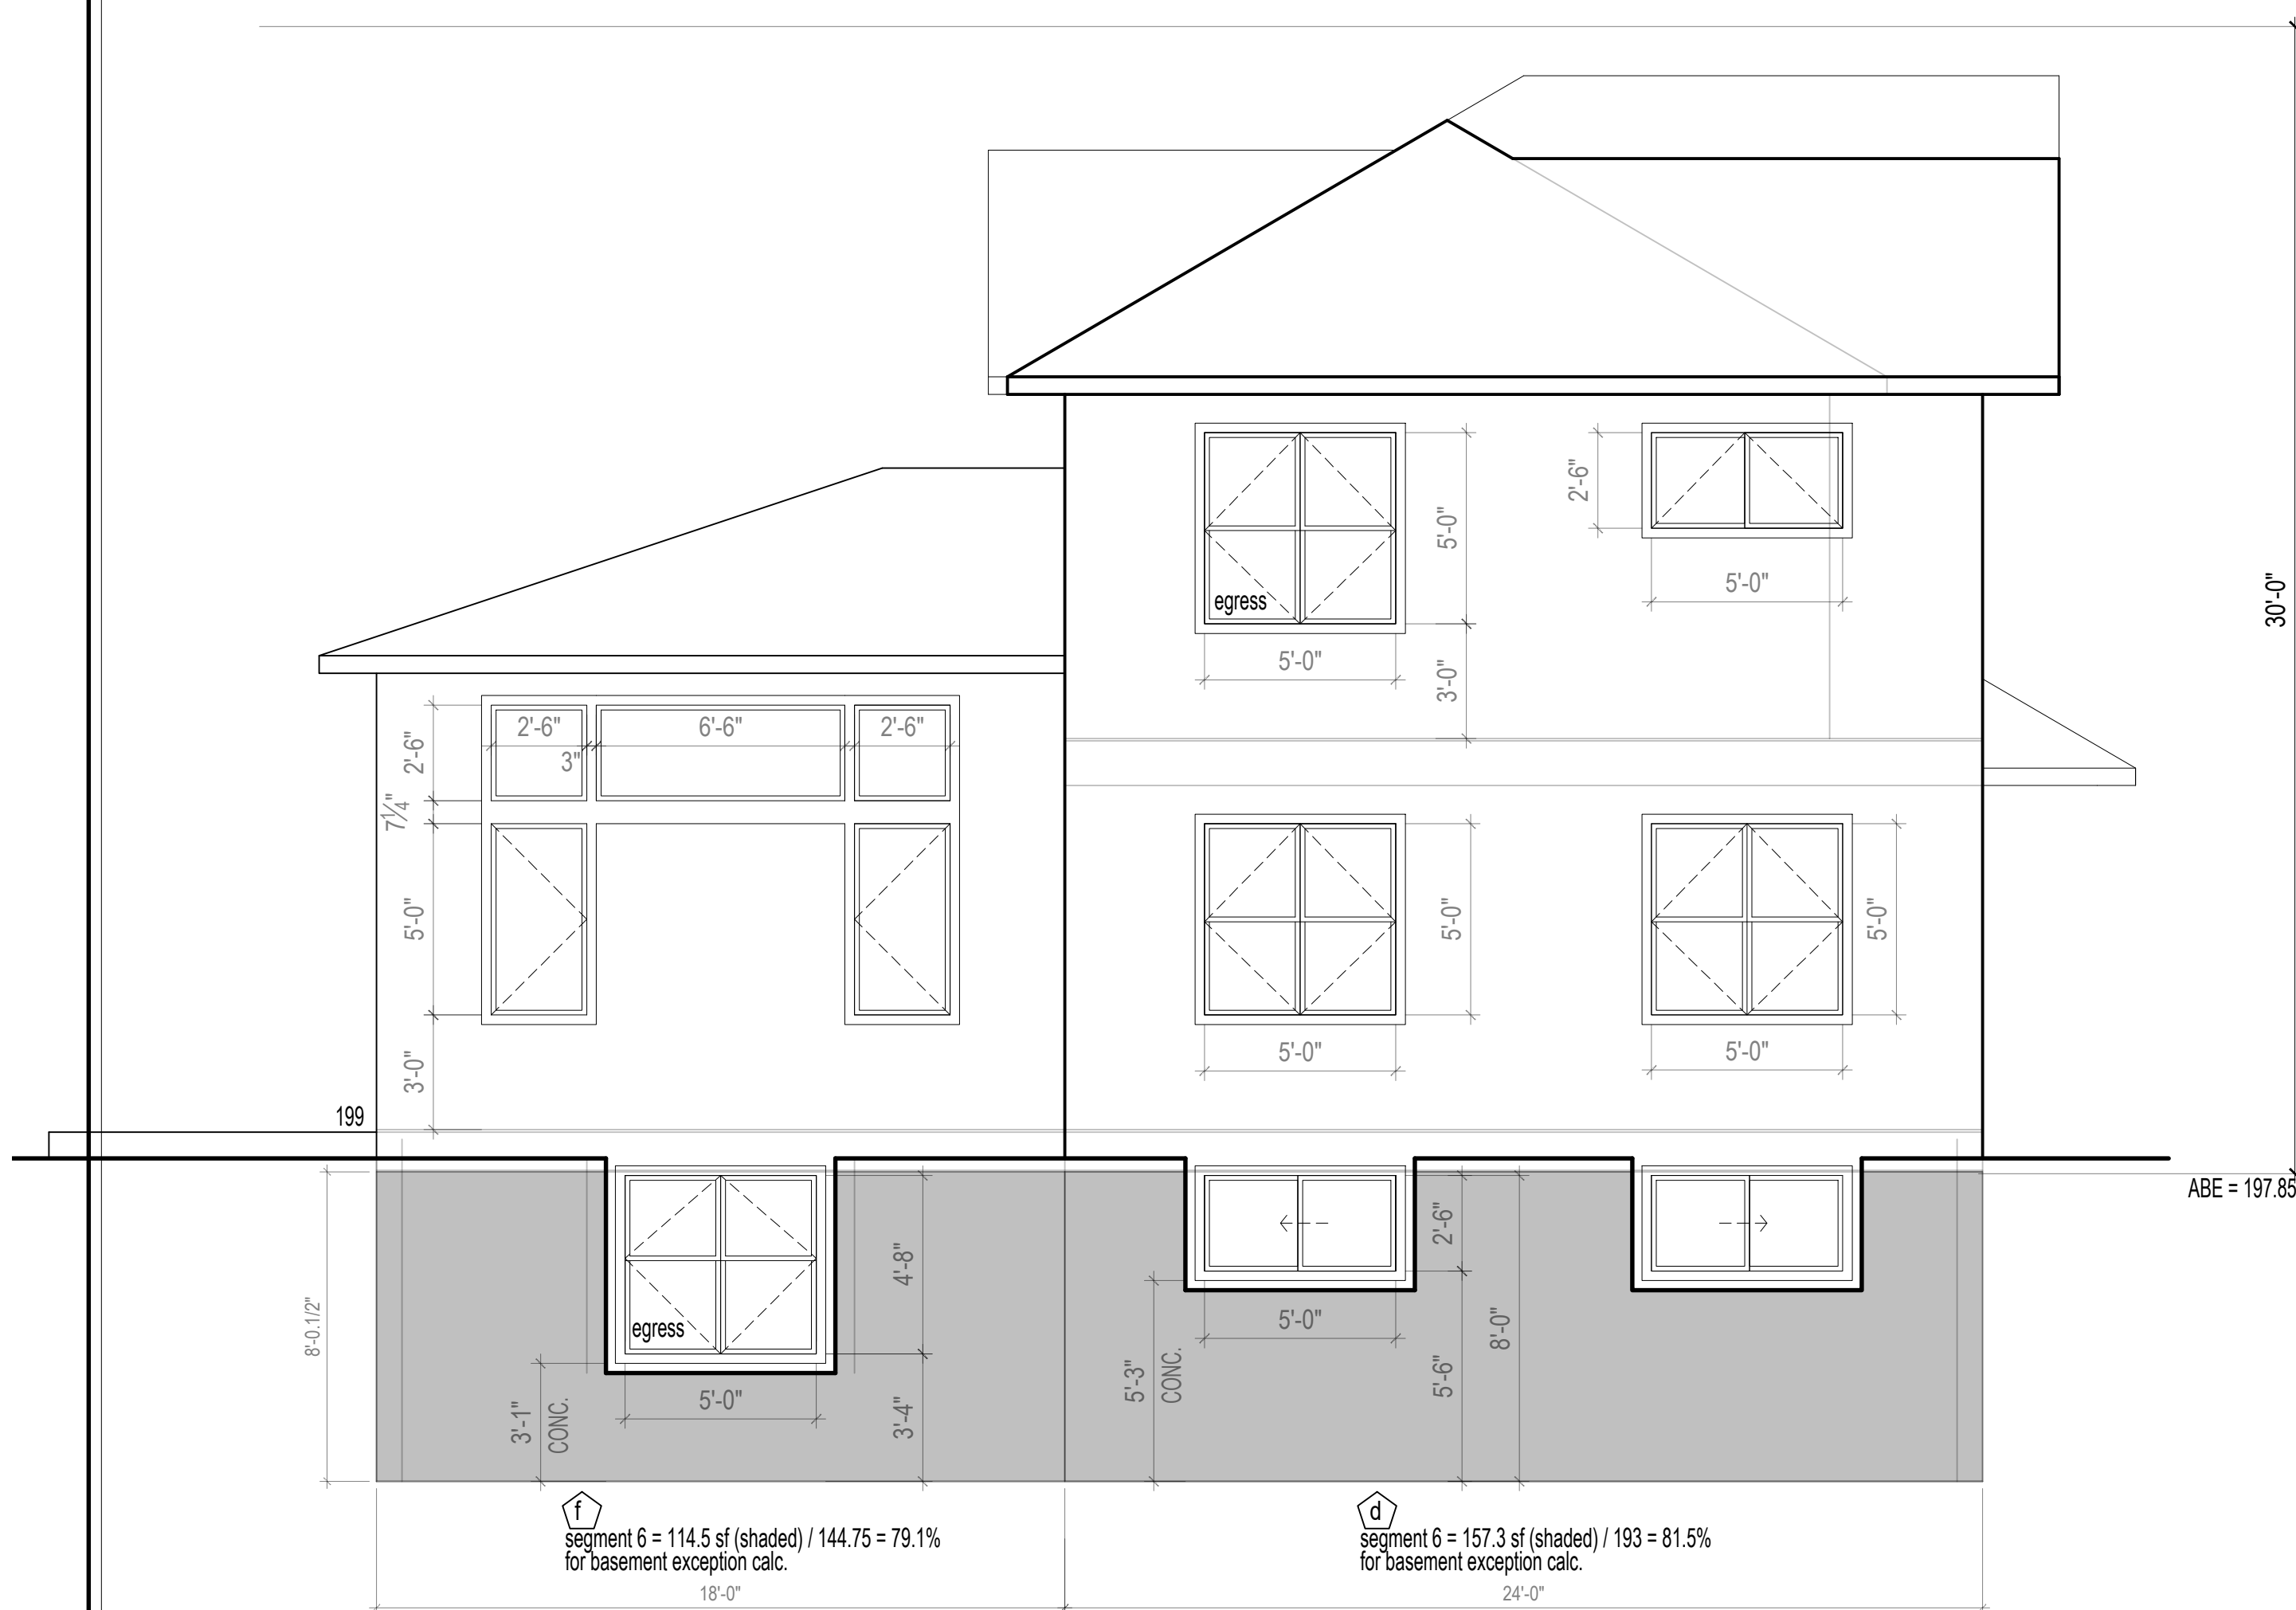 30'-0"
2'-6"
5'-0"
5'-0"
egress
5'-0"
3'-0"
2'-6"
6'-6"
2'-6"
3"
2'-6"
7¼"
5'-0"
5'-0"
5'-0"
5'-0"
5'-0"
3'-0"
199
ABE = 197.85
2'-6"
4'-8"
8'-0.1/2"
egress
5'-0"
8'-0"
5'-3"
CONC.
5'-6"
5'-0"
3'-1"
CONC.
3'-4"
f
segment 6 = 114.5 sf (shaded) / 144.75 = 79.1%
for basement exception calc.
d
segment 6 = 157.3 sf (shaded) / 193 = 81.5%
for basement exception calc.
18'-0"
24'-0"